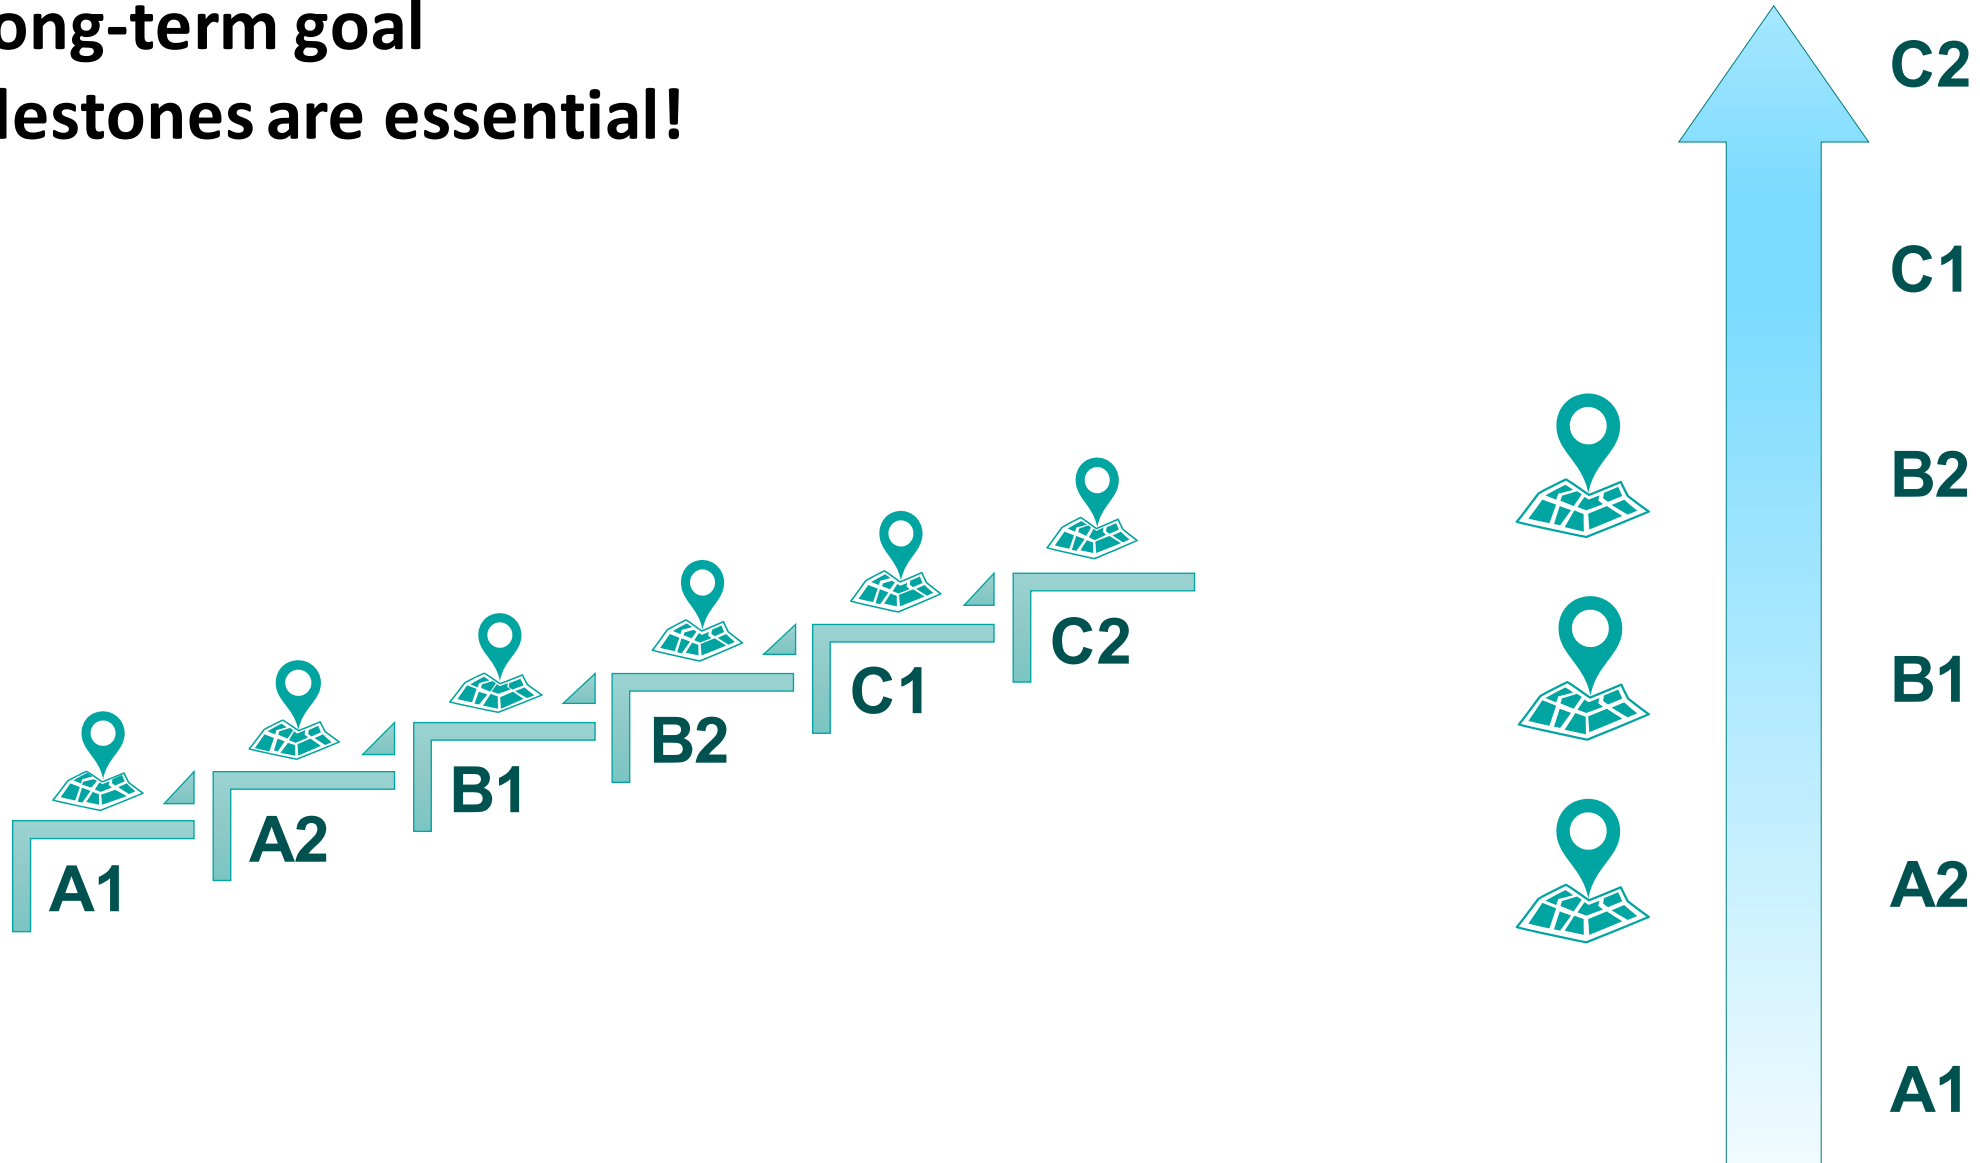 ong-term goal
lestones are essential!
C2
C1
B2
B1
A2
A1
A1
A2
B1
B2
C1
C2